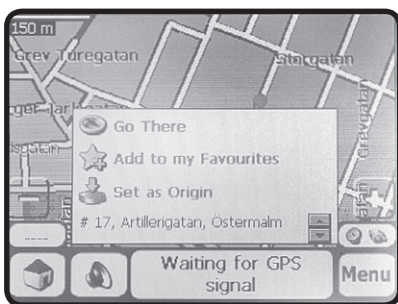 150 m
Grev Turegatan
Storgatan
Grevgatan
Go There
Add to my Favourites
Set as Origin
# 17, Artillerigatan, Östermalm
----
Waiting for GPS
signal
Menu